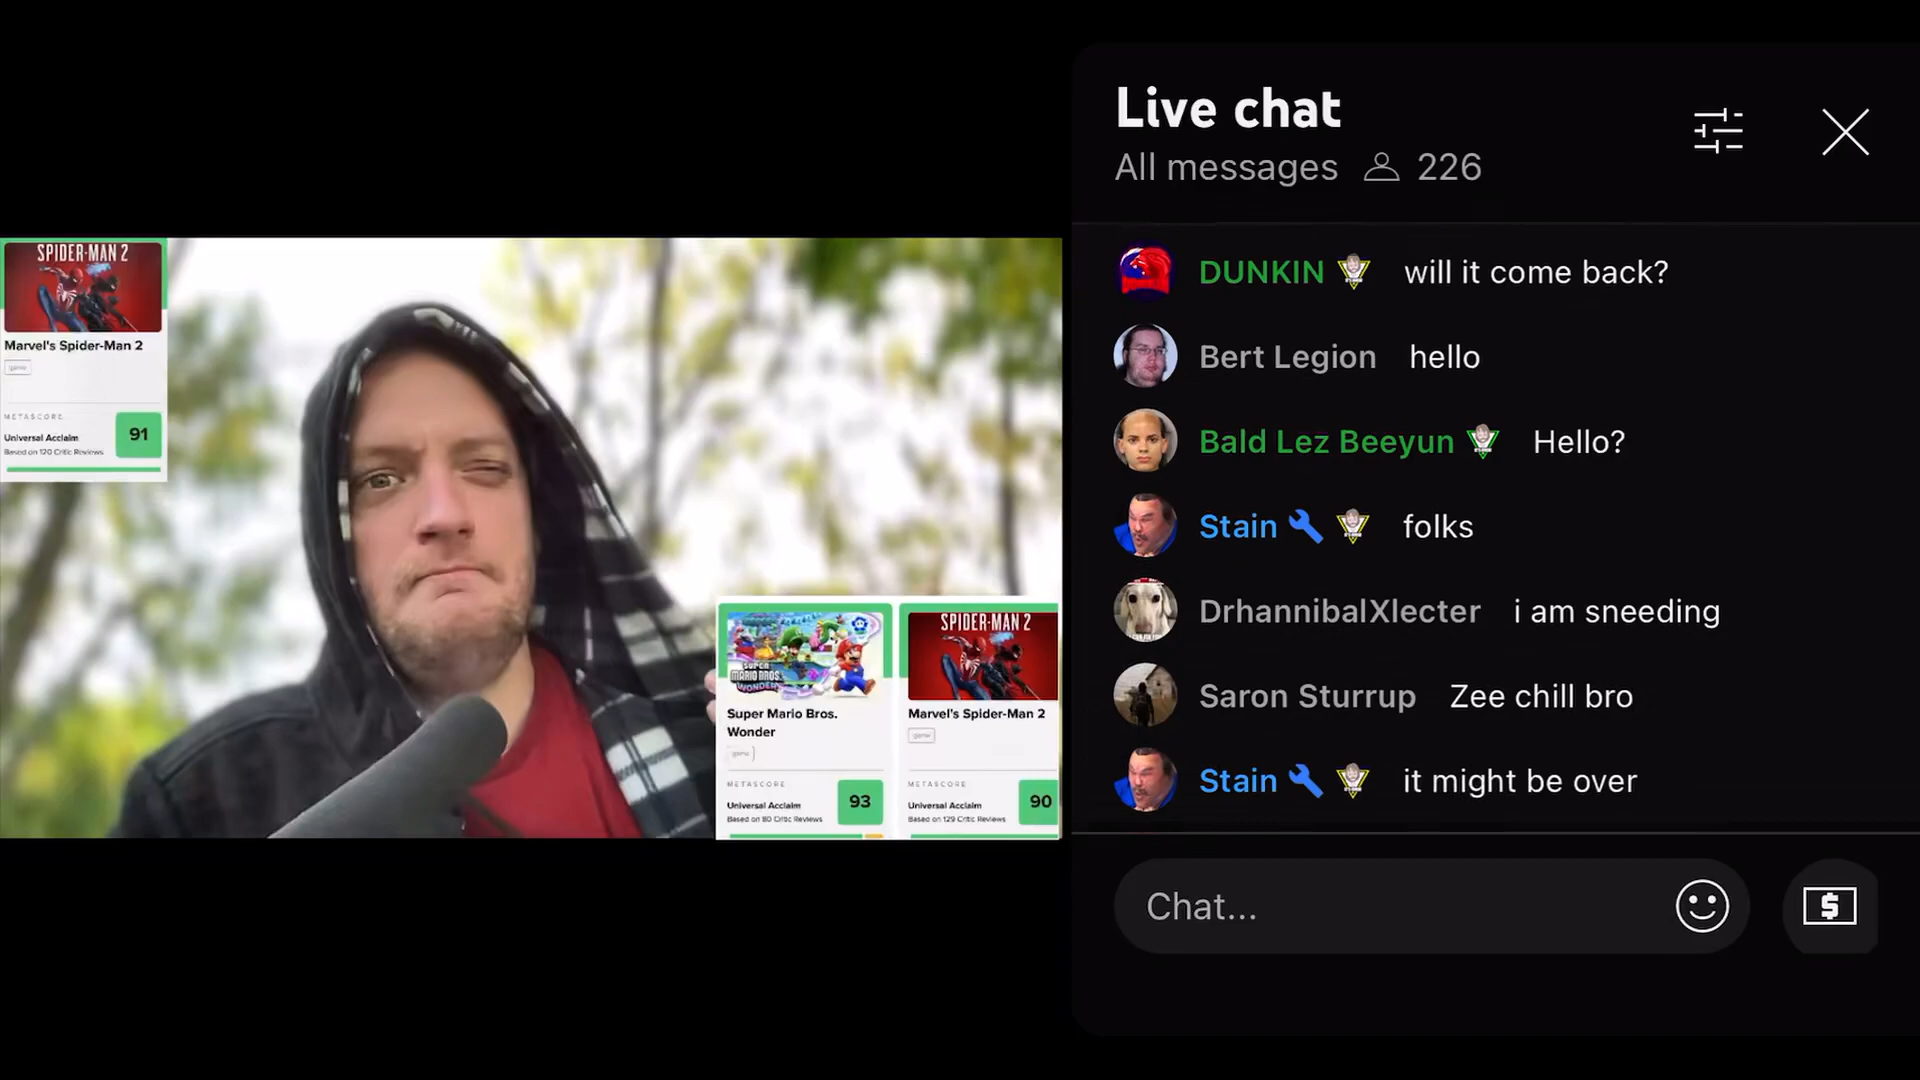 SPIDER-MAN 2
Marvel's Spider-Man 2
game
METASCORE
Universal Acclaim
91
Based on 120 Critic Reviews
SUPER
MARIO BROS.
WONDER
Super Mario Bros.
Wonder
game
METASCORE
Universal Acclaim
93
Based on 80 Critic Reviews
SPIDER-MAN 2
Marvel's Spider-Man 2
game
METASCORE
Universal Acclaim
90
Based on 129 Critic Reviews
Live chat
All messages 226
DUNKIN will it come back?
Bert Legion hello
Bald Lez Beeyun Hello?
Stain folks
DrhannibalXlecter i am sneeding
Saron Sturrup Zee chill bro
Stain it might be over
Chat...
$